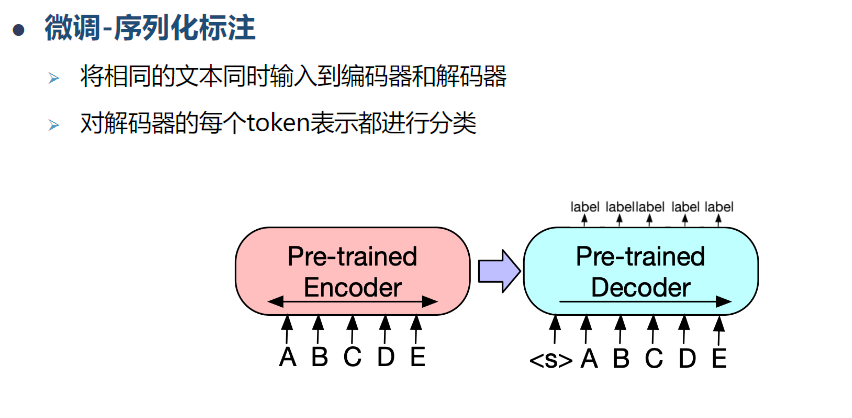 微调-序列化标注
将相同的文本同时输入到编码器和解码器
对解码器的每个token表示都进行分类
label label label label label
Pre-trained Encoder
Pre-trained Decoder
A B C D E
<s> A B C D E